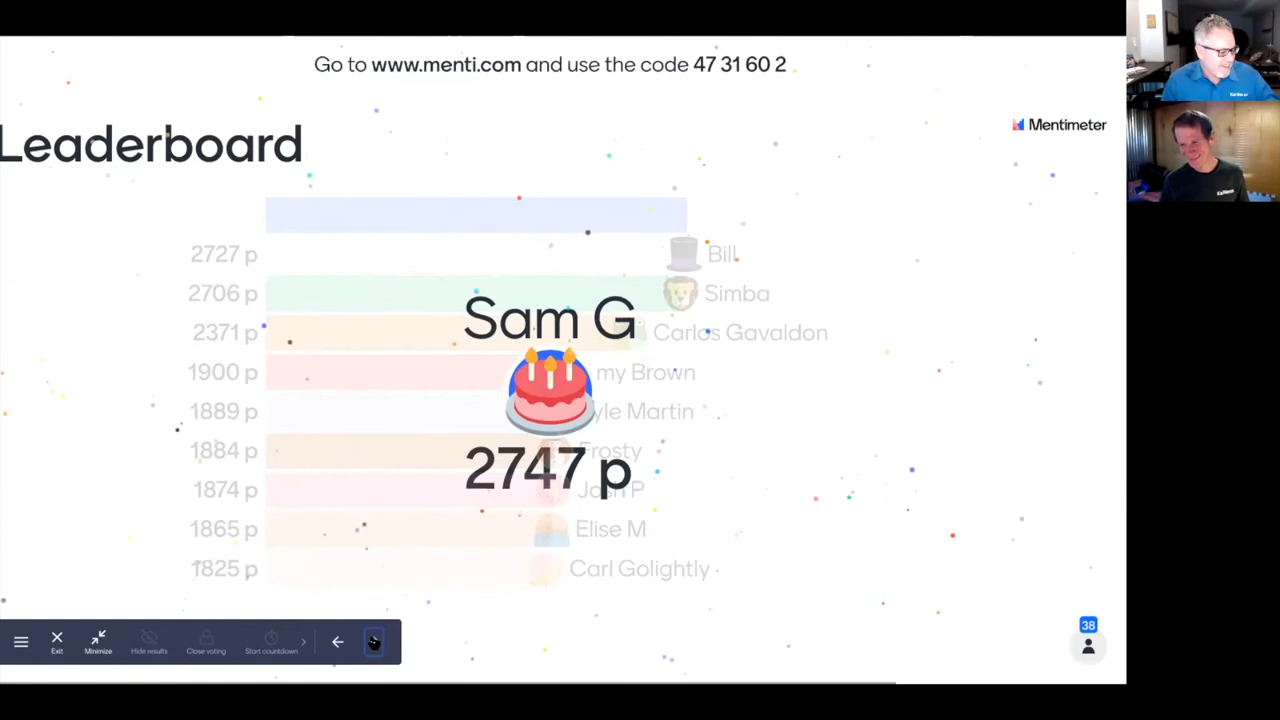 Go to www.menti.com and use the code 47 31 60 2
Mentimeter
Leaderboard
2727 p Bill
2706 p Simba
Sam G
2371 p Carlos Gavaldon
1900 p my Brown
1889 p yle Martin
1884 p Frosty
2747 p
1874 p Josh P
1865 p Elise M
1825 p Carl Golightly
Exit Minimize Hide results Close voting Start countdown
38